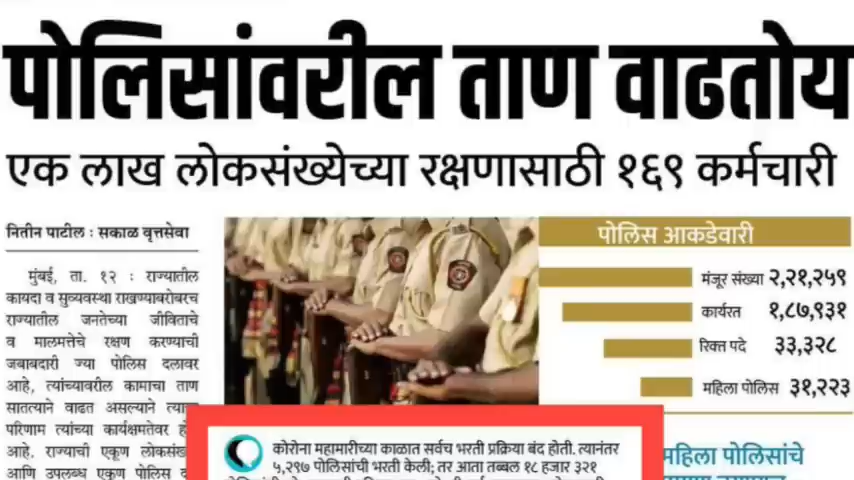 पोलिसांवरील ताण वाढतोय
एक लाख लोकसंख्येच्या रक्षणासाठी १६९ कर्मचारी
नितीन पाटील : सकाळ वृत्तसेवा
मुंबई, ता. १२ : राज्यातील
कायदा व सुव्यवस्था राखण्याबरोबरच
राज्यातील जनतेच्या जीविताचे
व मालमत्तेचे रक्षण करण्याची
जबाबदारी ज्या पोलिस दलावर
आहे, त्यांच्यावरील कामाचा ताण
सातत्याने वाढत असल्याने
परिणाम त्यांच्या कार्यक्षमतेवर
आहे. राज्याची एकूण
आणि उपलब्ध एकूण पोलिस
पोलिस आकडेवारी
मंजूर संख्या २,२१,२५९
कार्यरत १,८७,९३१
रिक्त पदे ३३,३२८
महिला पोलिस ३१,२२३
कोरोना महामारीच्या काळात सर्वच भरती प्रक्रिया बंद होती. त्यानंतर
५,२९७ पोलिसांची भरती केली; तर आता तब्बल १८ हजार ३२१
महिला पोलिसांचे